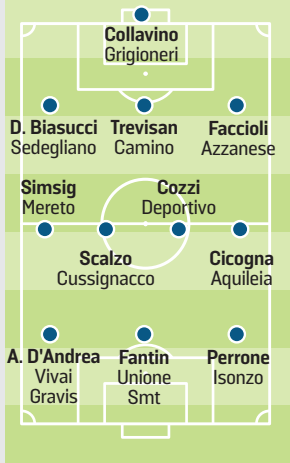 Collavino
Grigioneri
D. Biasucci Trevisan Faccioli
Sedegliano Camino Azzanese
Simsig Cozzi
Mereto Deportivo
Scalzo Cicogna
Cussignacco Aquileia
A. D'Andrea Fantin Perrone
Vivai Unione Isonzo
Gravis Smt